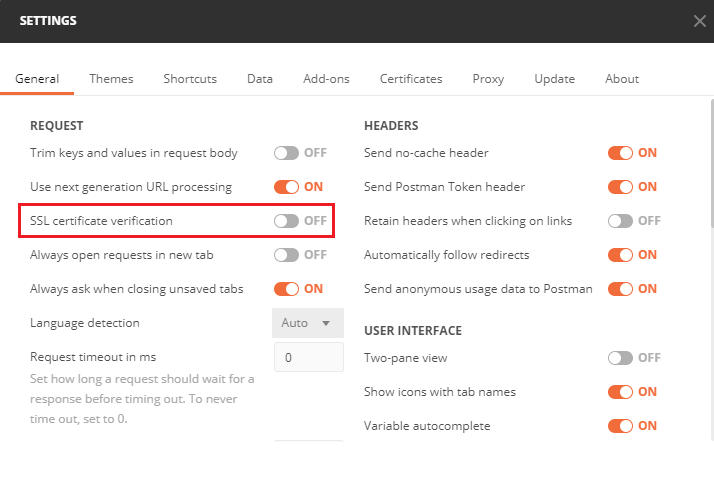 SETTINGS
General Themes Shortcuts Data Add-ons Certificates Proxy Update About
REQUEST
Trim keys and values in request body OFF
Use next generation URL processing ON
SSL certificate verification OFF
Always open requests in new tab OFF
Always ask when closing unsaved tabs ON
Language detection Auto
Request timeout in ms 0
Set how long a request should wait for a
response before timing out. To never
time out, set to 0.
HEADERS
Send no-cache header ON
Send Postman Token header ON
Retain headers when clicking on links OFF
Automatically follow redirects ON
Send anonymous usage data to Postman ON
USER INTERFACE
Two-pane view OFF
Show icons with tab names ON
Variable autocomplete ON